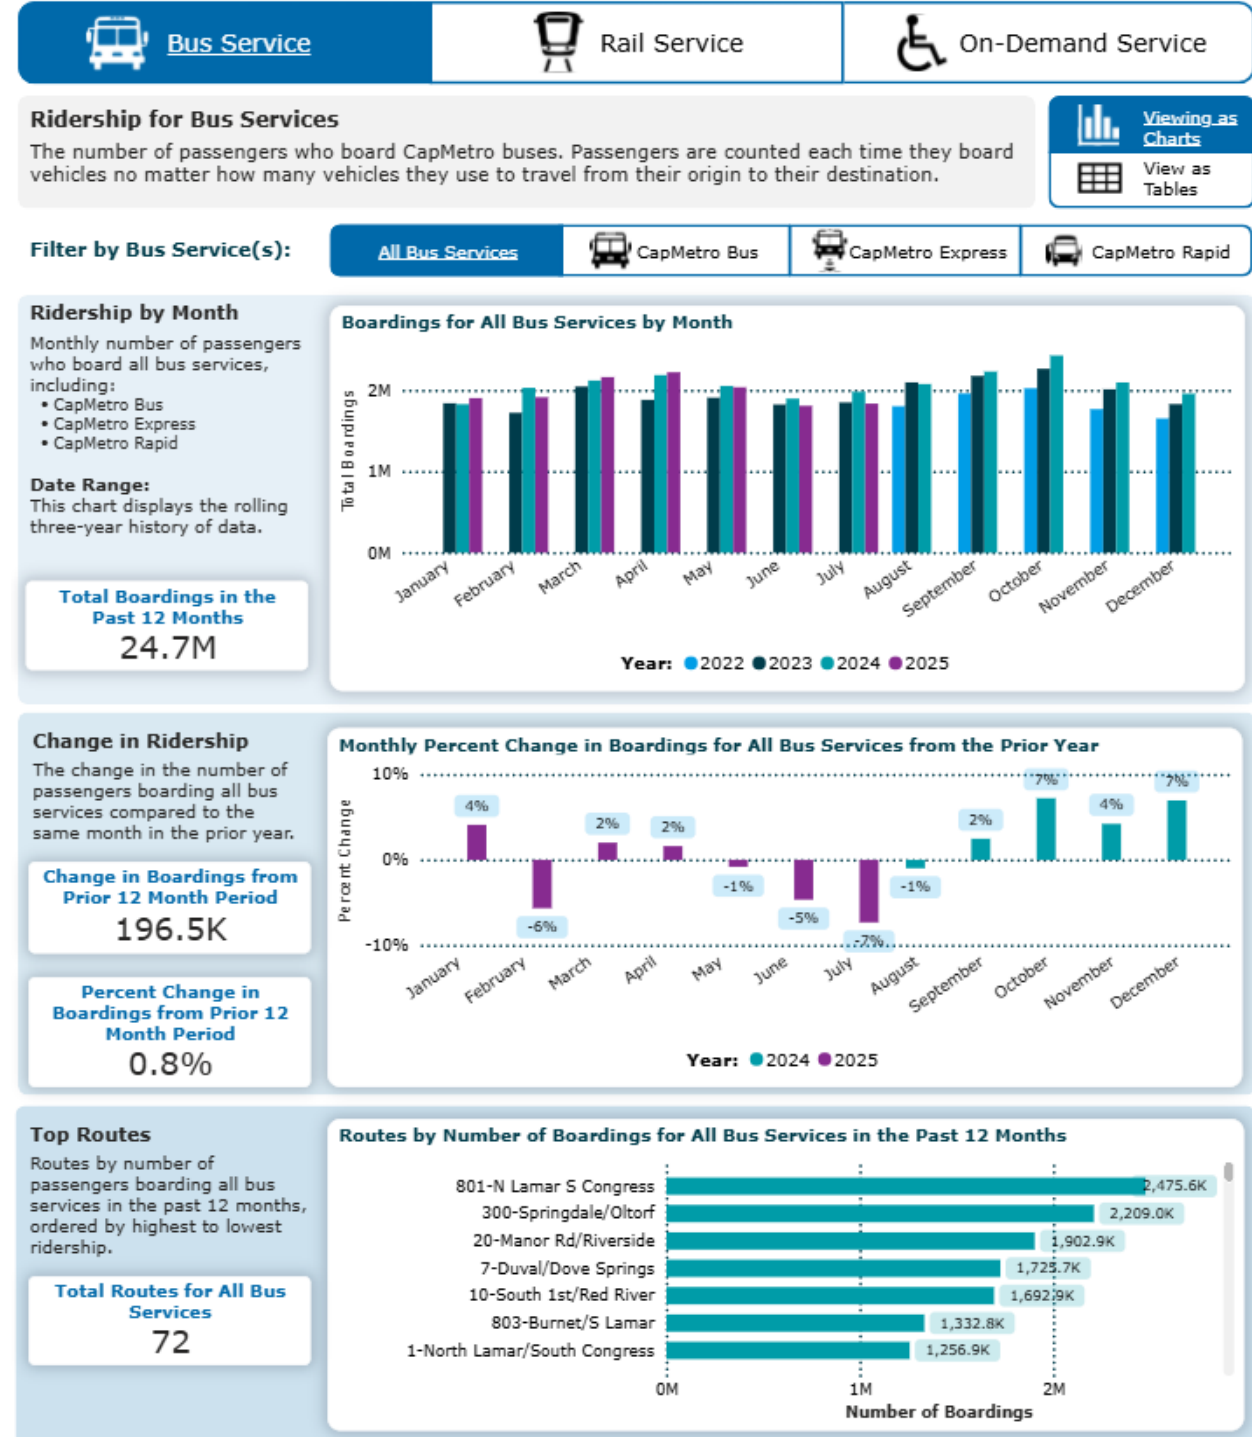 Bus Service
Rail Service
On-Demand Service
Ridership for Bus Services
The number of passengers who board CapMetro buses. Passengers are counted each time they board
vehicles no matter how many vehicles they use to travel from their origin to their destination.
Viewing as
Charts
View as
Tables
Filter by Bus Service(s):
All Bus Services
CapMetro Bus
CapMetro Express
CapMetro Rapid
Ridership by Month
Monthly number of passengers
who board all bus services,
including:
• CapMetro Bus
• CapMetro Express
• CapMetro Rapid
Date Range:
This chart displays the rolling
three-year history of data.
Total Boardings in the
Past 12 Months
24.7M
Boardings for All Bus Services by Month
Total Boardings
2M
1M
0M
January
February
March
April
May
June
July
August
September
October
November
December
Year: 2022 2023 2024 2025
Change in Ridership
The change in the number of
passengers boarding all bus
services compared to the
same month in the prior year.
Change in Boardings from
Prior 12 Month Period
196.5K
Percent Change in
Boardings from Prior 12
Month Period
0.8%
Monthly Percent Change in Boardings for All Bus Services from the Prior Year
Percent Change
10%
0%
-10%
4%
-6%
2%
2%
-1%
-5%
-7%
-1%
2%
7%
4%
7%
January
February
March
April
May
June
July
August
September
October
November
December
Year: 2024 2025
Top Routes
Routes by number of
passengers boarding all bus
services in the past 12 months,
ordered by highest to lowest
ridership.
Total Routes for All Bus
Services
72
Routes by Number of Boardings for All Bus Services in the Past 12 Months
801-N Lamar S Congress 2,475.6K
300-Springdale/Oltorf 2,209.0K
20-Manor Rd/Riverside 1,902.9K
7-Duval/Dove Springs 1,725.7K
10-South 1st/Red River 1,692.9K
803-Burnet/S Lamar 1,332.8K
1-North Lamar/South Congress 1,256.9K
0M 1M 2M
Number of Boardings